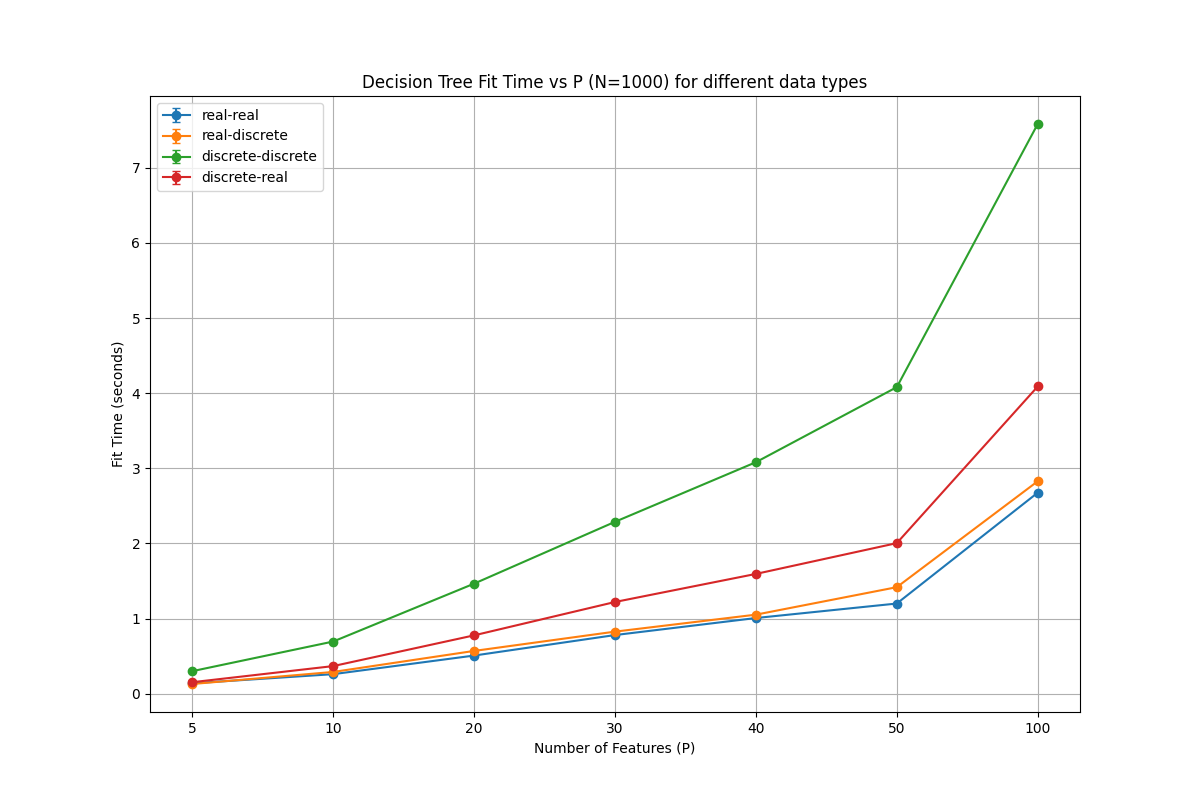 Decision Tree Fit Time vs P (N=1000) for different data types
real-real
real-discrete
discrete-discrete
discrete-real
7
6
5
4
3
2
1
0
Fit Time (seconds)
5 10 20 30 40 50 100
Number of Features (P)